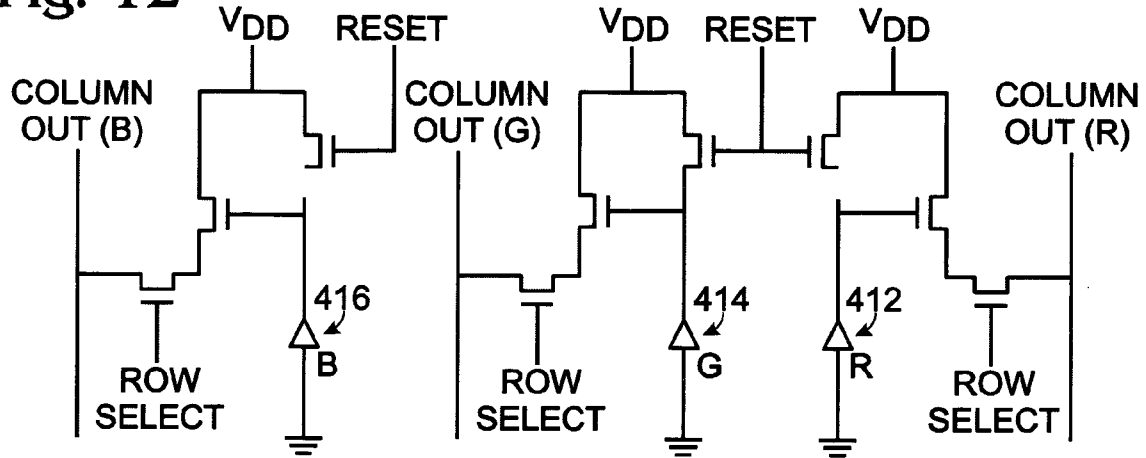 Fig. 12
VDD
RESET
VDD
RESET
VDD
COLUMN
OUT (B)
COLUMN
OUT (G)
COLUMN
OUT (R)
416
414
412
B
G
R
ROW
SELECT
ROW
SELECT
ROW
SELECT